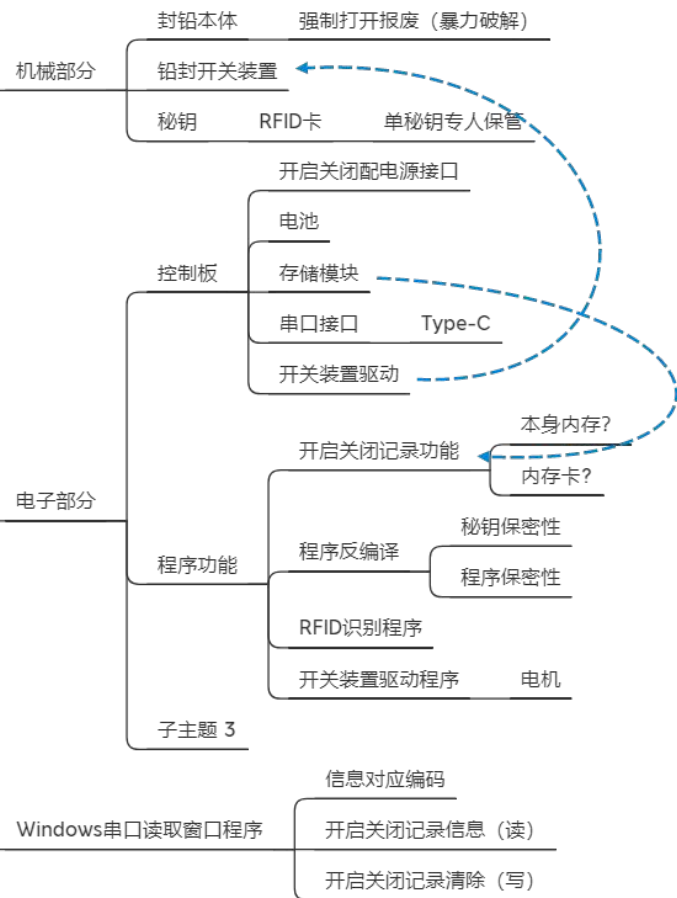 封铅本体 强制打开报废（暴力破解）
机械部分
铅封开关装置
秘钥 RFID卡 单秘钥专人保管
开启关闭配电源接口
电池
控制板
存储模块
串口接口 Type-C
开关装置驱动
本身内存?
开启关闭记录功能
内存卡?
电子部分
秘钥保密性
程序反编译
程序功能
程序保密性
RFID识别程序
开关装置驱动程序 电机
子主题 3
信息对应编码
Windows串口读取窗口程序
开启关闭记录信息（读）
开启关闭记录清除（写）